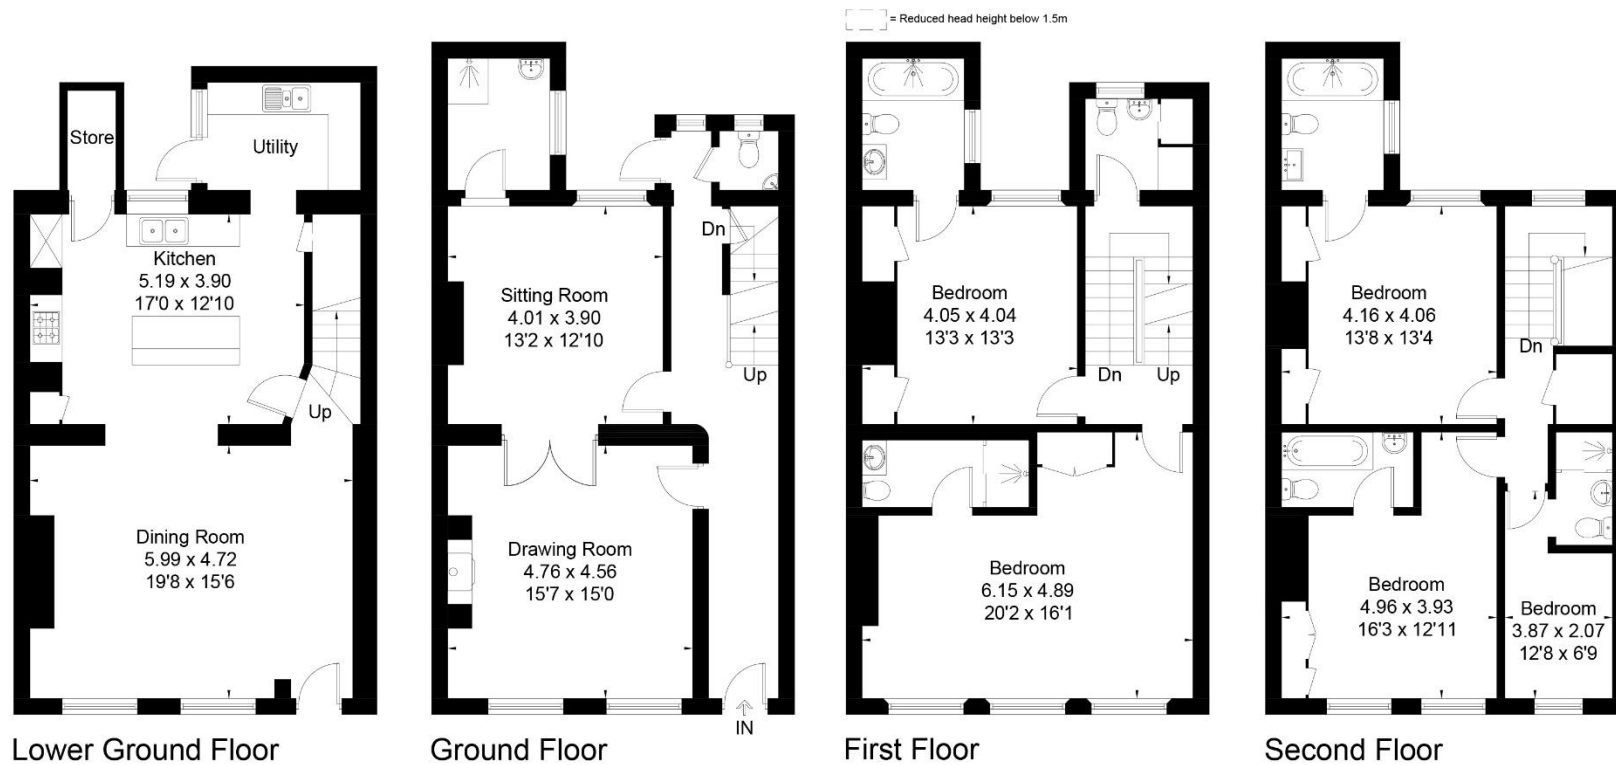 = Reduced head height below 1.5m
Store
Utility
Kitchen
5.19 x 3.90
17'0 x 12'10
Up
Dining Room
5.99 x 4.72
19'8 x 15'6
Lower Ground Floor
Dn
Sitting Room
4.01 x 3.90
13'2 x 12'10
Up
Drawing Room
4.76 x 4.56
15'7 x 15'0
IN
Ground Floor
Bedroom
4.05 x 4.04
13'3 x 13'3
Dn
Up
Bedroom
6.15 x 4.89
20'2 x 16'1
First Floor
Bedroom
4.16 x 4.06
13'8 x 13'4
Dn
Bedroom
4.96 x 3.93
16'3 x 12'11
Bedroom
3.87 x 2.07
12'8 x 6'9
Second Floor